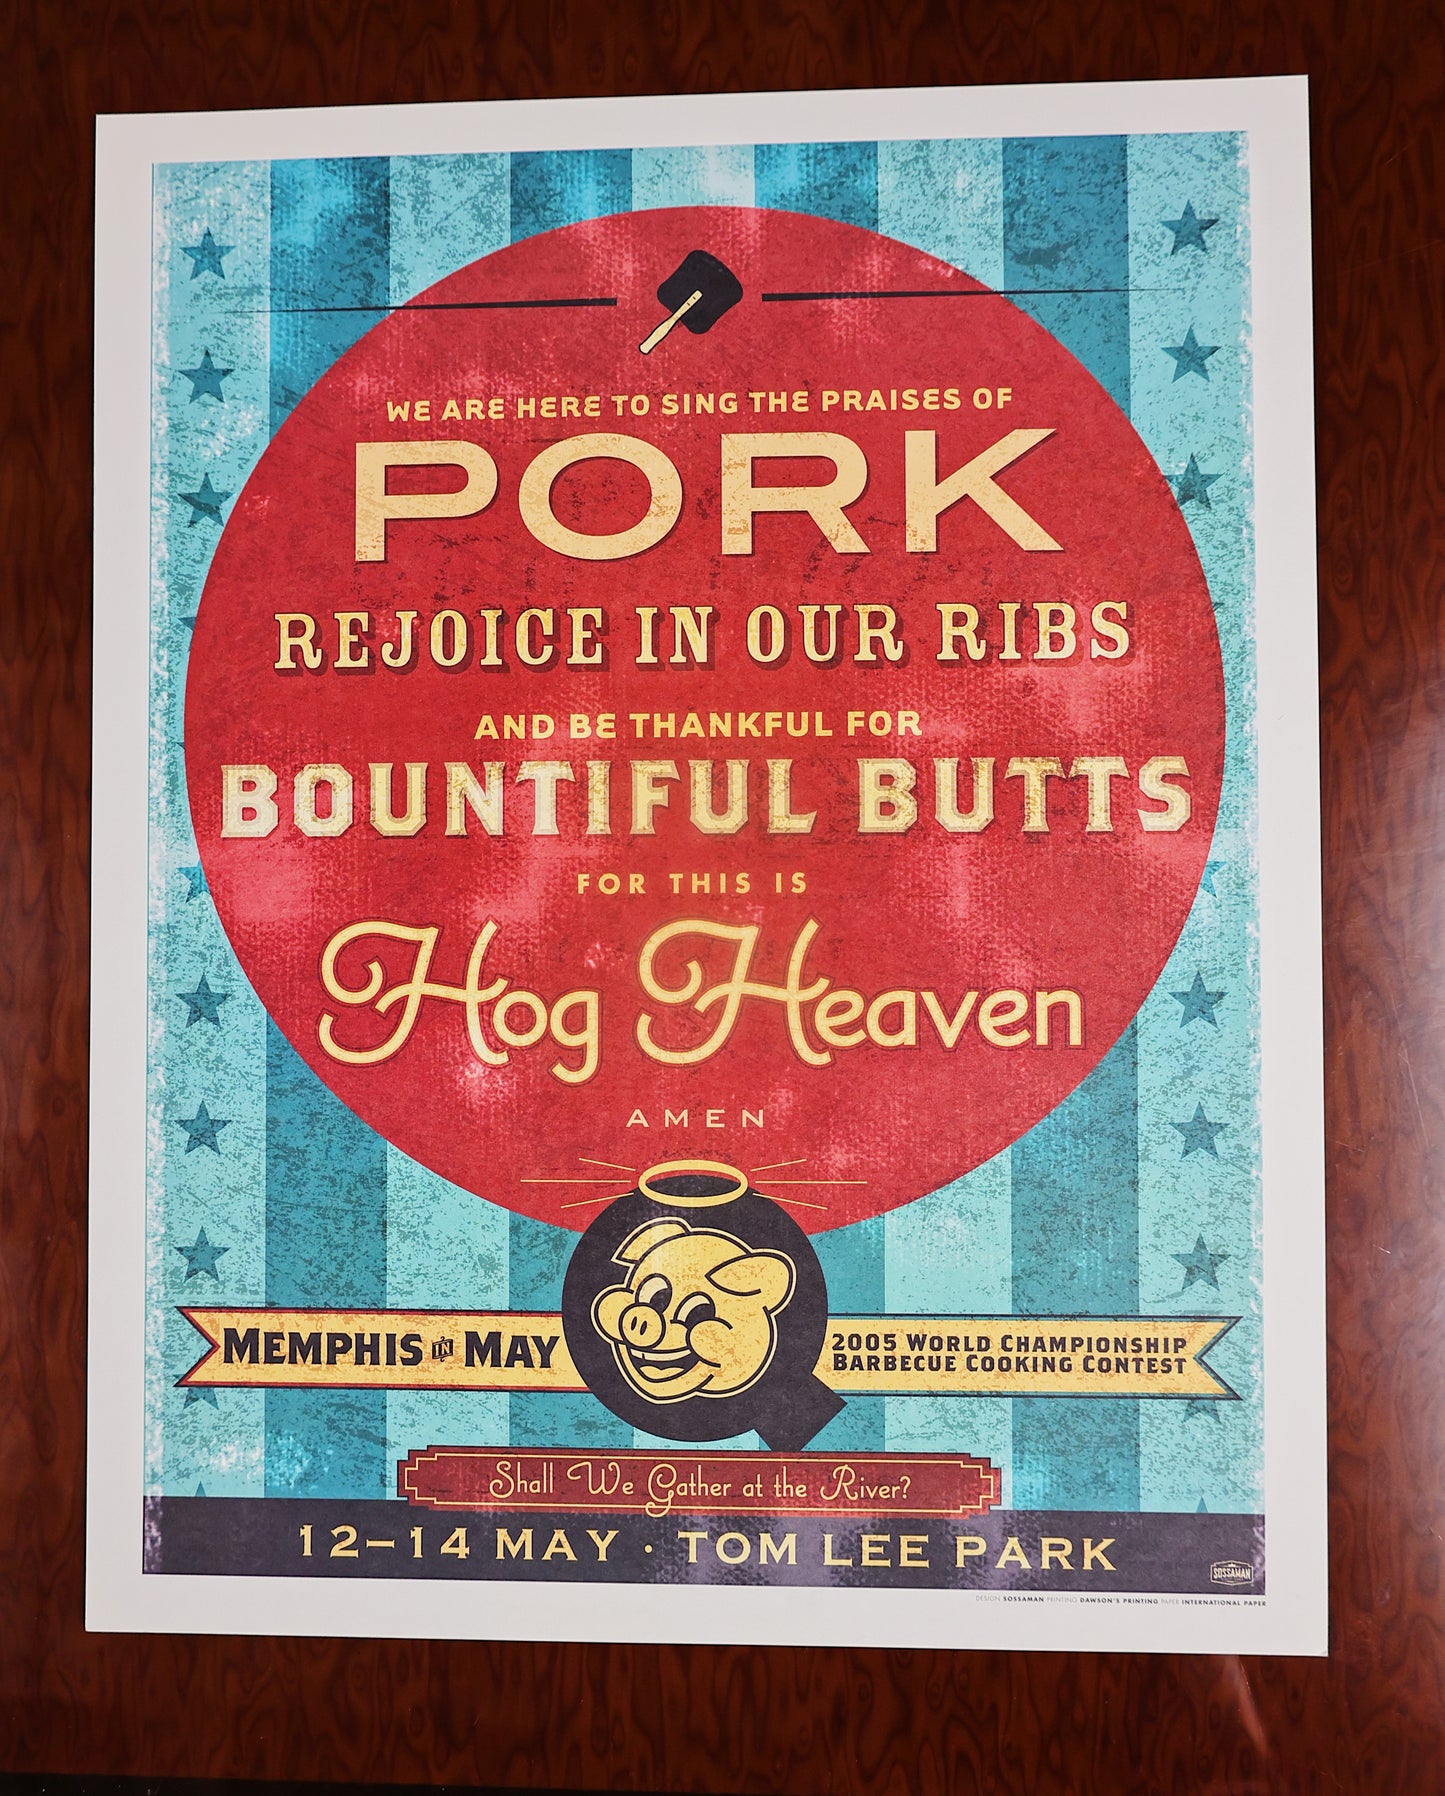 WE ARE HERE TO SING THE PRAISES OF
PORK
REJOICE IN OUR RIBS
AND BE THANKFUL FOR
BOUNTIFUL BUTTS
FOR THIS IS
Hog Heaven
AMEN
MEMPHIS IN MAY
2005 WORLD CHAMPIONSHIP
BARBECUE COOKING CONTEST
Shall We Gather at the River?
12–14 MAY · TOM LEE PARK
SOSSAMAN
DESIGN SOSSAMAN PRINTING DAWSON'S PRINTING PAPER INTERNATIONAL PAPER